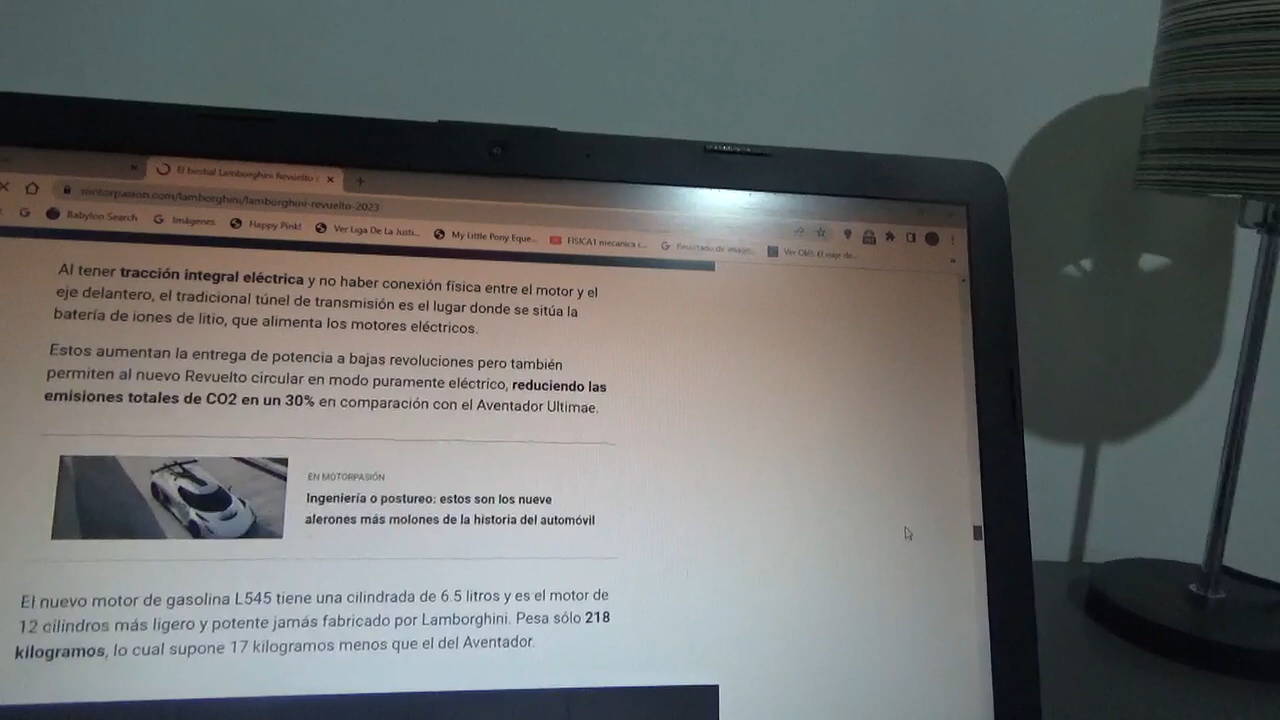 El bestial Lamborghini Revuelto
motorpasion.com/lamborghini/lamborghini-revuelto-2023
Babylon Search
Imágenes
Happy Pink!
Ver Liga De La Justi...
My Little Pony Eque...
FISICA1 mecanica c...
Resultado de image...
Ver Olé: El viaje de...
Al tener tracción integral eléctrica y no haber conexión física entre el motor y el
eje delantero, el tradicional túnel de transmisión es el lugar donde se sitúa la
batería de iones de litio, que alimenta los motores eléctricos.
Estos aumentan la entrega de potencia a bajas revoluciones pero también
permiten al nuevo Revuelto circular en modo puramente eléctrico, reduciendo las
emisiones totales de CO2 en un 30% en comparación con el Aventador Ultimae.
EN MOTORPASIÓN
Ingeniería o postureo: estos son los nueve
alerones más molones de la historia del automóvil
El nuevo motor de gasolina L545 tiene una cilindrada de 6.5 litros y es el motor de
12 cilindros más ligero y potente jamás fabricado por Lamborghini. Pesa sólo 218
kilogramos, lo cual supone 17 kilogramos menos que el del Aventador.